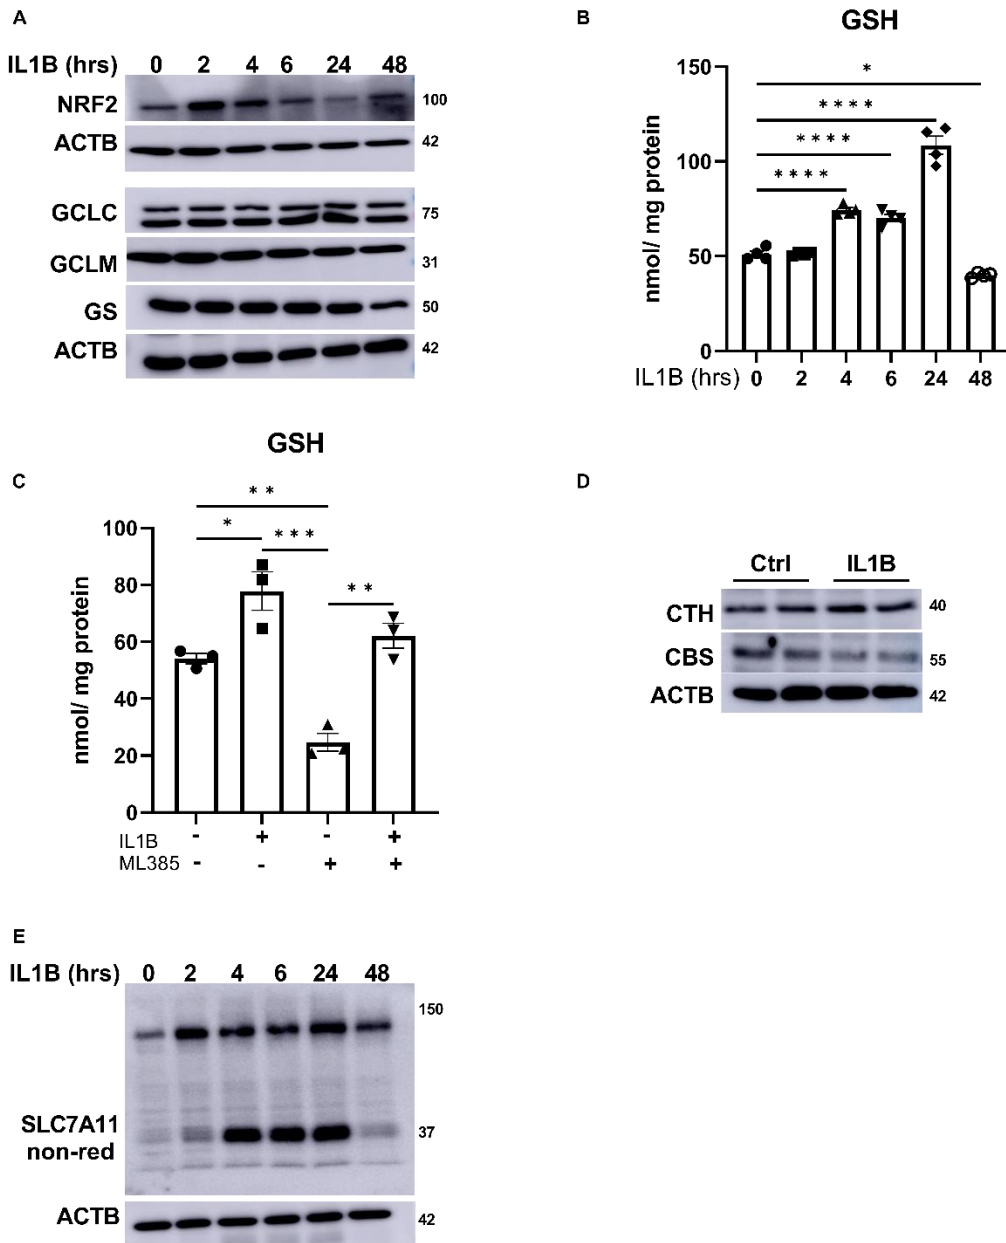 A
IL1B (hrs) 0 2 4 6 24 48
NRF2 100
ACTB 42
GCLC 75
GCLM 31
GS 50
ACTB 42
B
GSH
*
****
****
****
150
100
50
0
nmol/ mg protein
IL1B (hrs) 0 2 4 6 24 48
C
GSH
**
* ***
**
100
80
60
40
20
0
nmol/ mg protein
IL1B - + - +
ML385 - - + +
D
Ctrl IL1B
CTH 40
CBS 55
ACTB 42
E
IL1B (hrs) 0 2 4 6 24 48
150
SLC7A11 37
non-red
ACTB 42